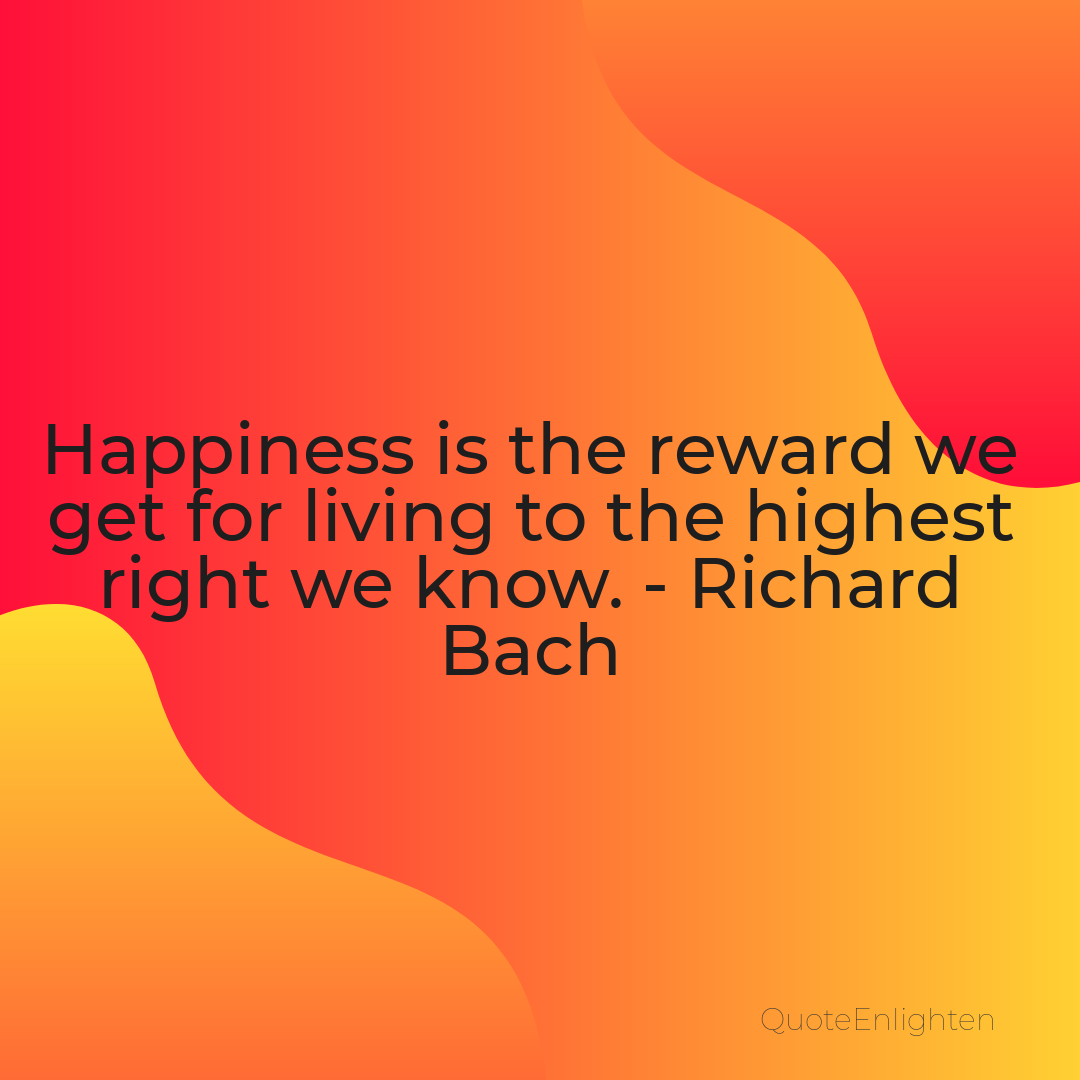 Happiness is the reward we
get for living to the highest
right we know. - Richard
Bach
QuoteEnlighten